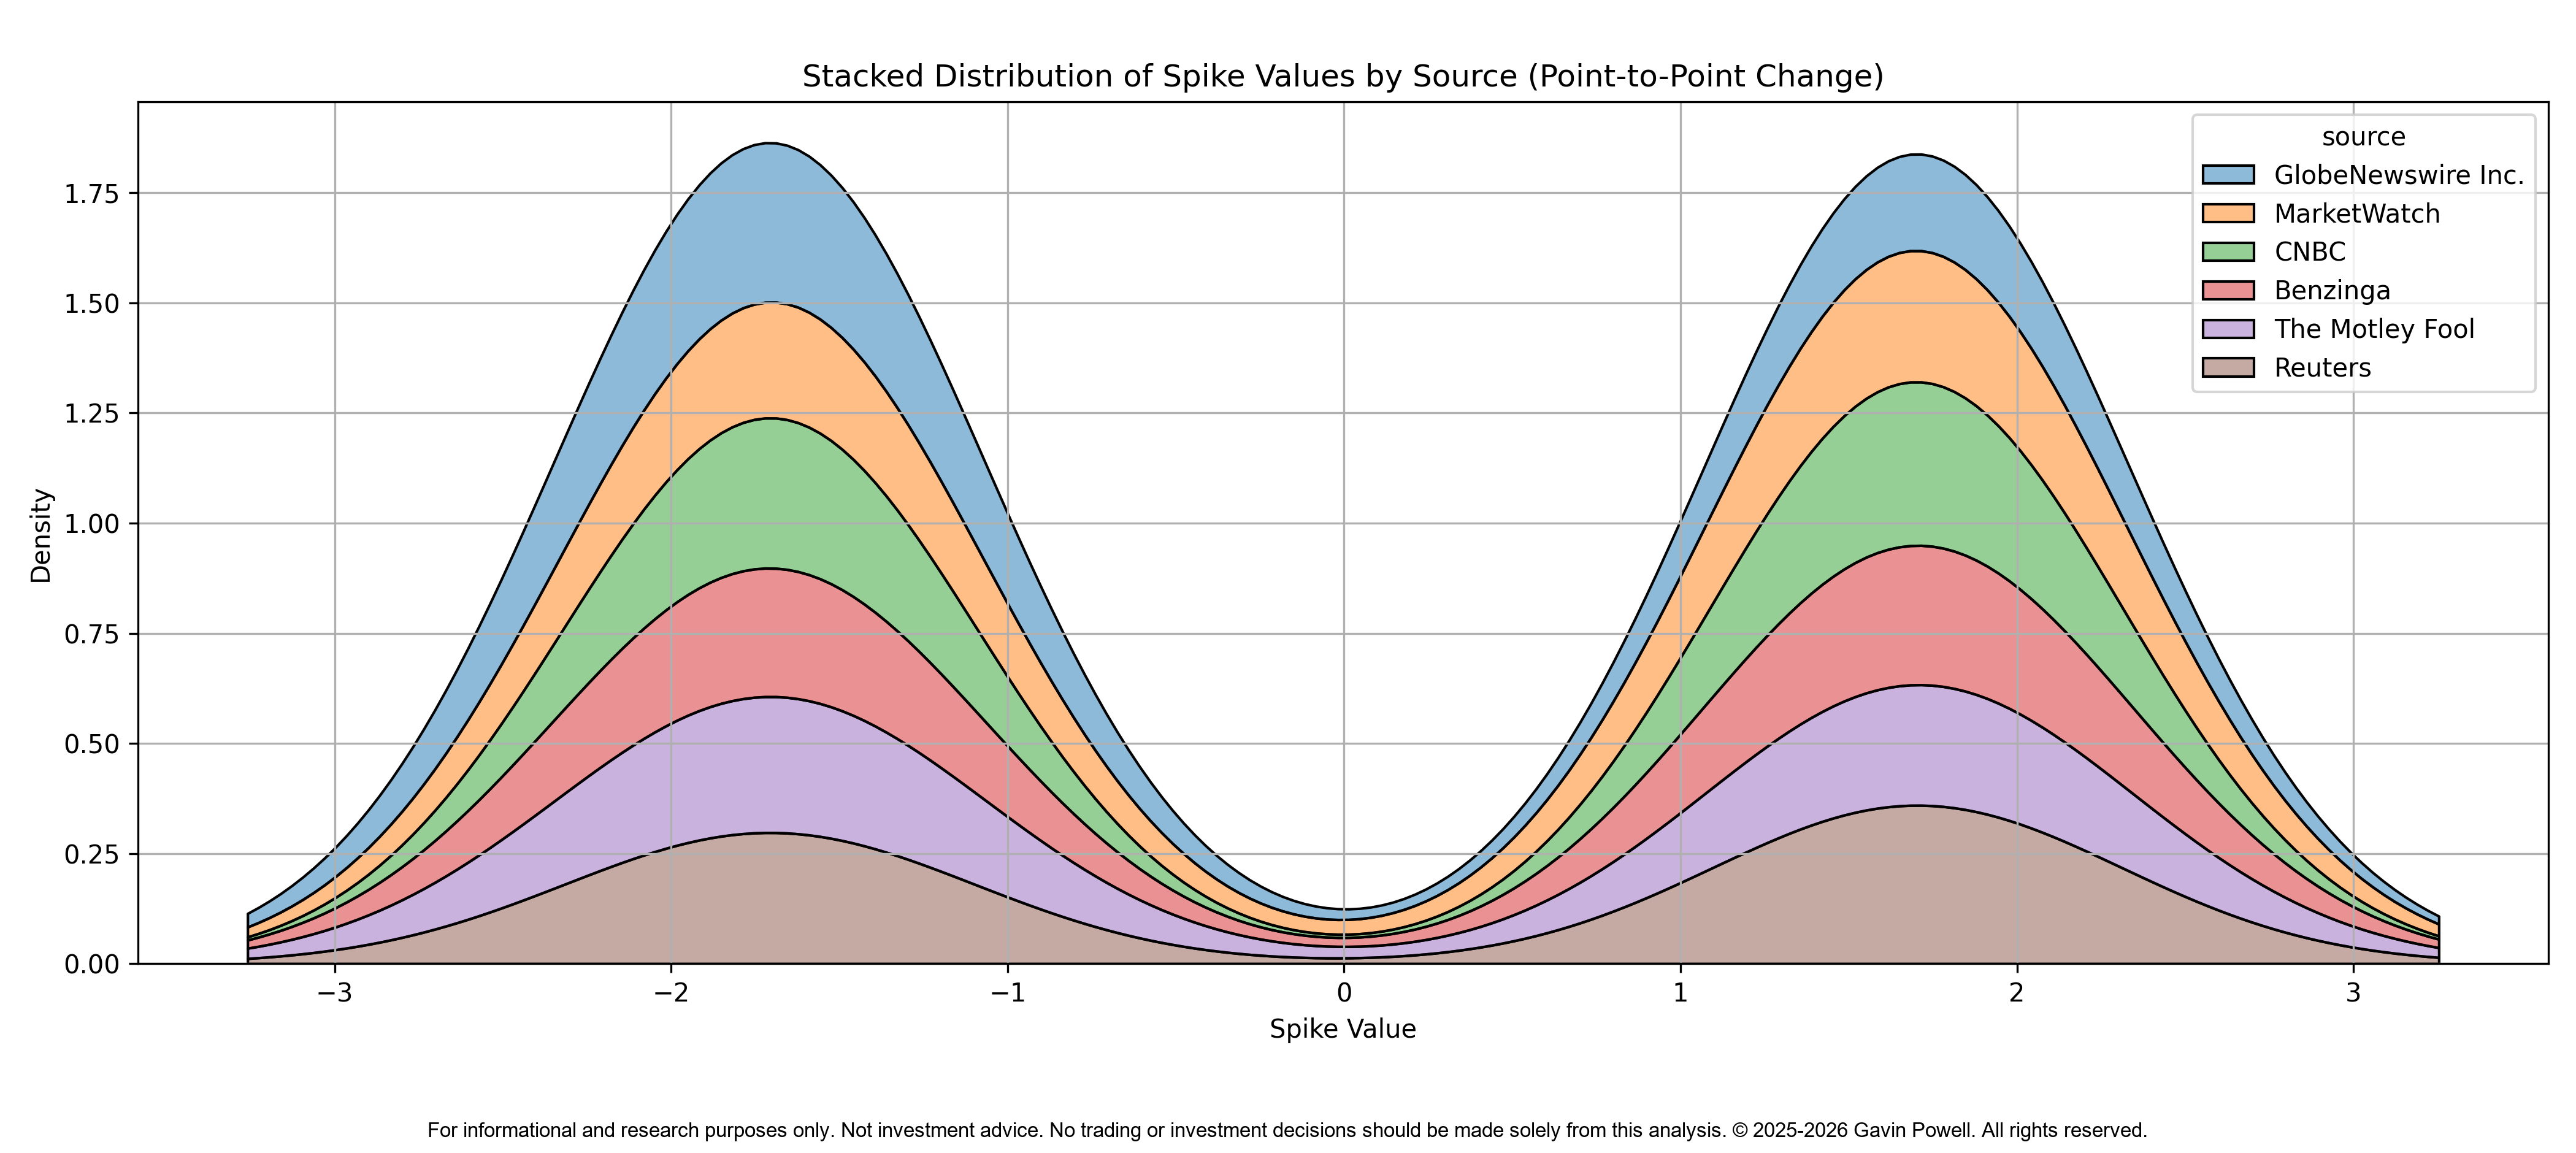 Stacked Distribution of Spike Values by Source (Point-to-Point Change)
source
GlobeNewswire Inc.
MarketWatch
CNBC
Benzinga
The Motley Fool
Reuters
Density
1.75
1.50
1.25
1.00
0.75
0.50
0.25
0.00
−3 −2 −1 0 1 2 3
Spike Value
For informational and research purposes only. Not investment advice. No trading or investment decisions should be made solely from this analysis. © 2025-2026 Gavin Powell. All rights reserved.